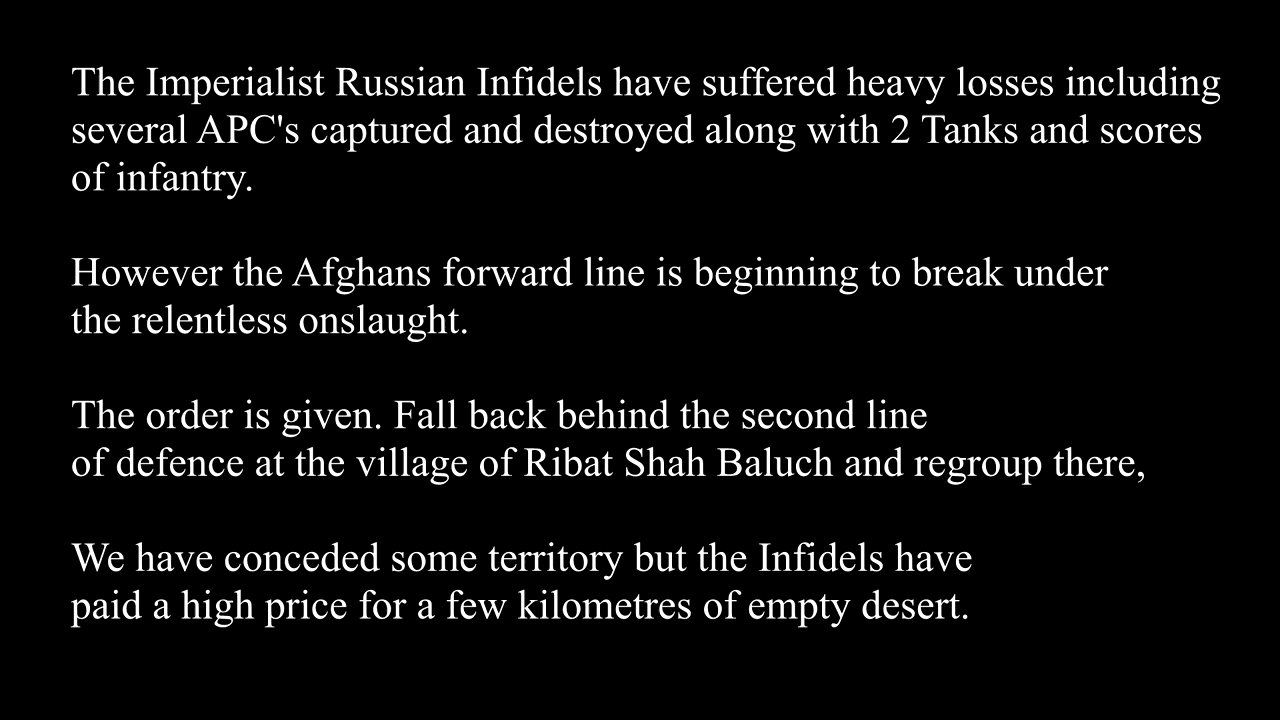 The Imperialist Russian Infidels have suffered heavy losses including
several APC's captured and destroyed along with 2 Tanks and scores
of infantry.
However the Afghans forward line is beginning to break under
the relentless onslaught.
The order is given. Fall back behind the second line
of defence at the village of Ribat Shah Baluch and regroup there,
We have conceded some territory but the Infidels have
paid a high price for a few kilometres of empty desert.